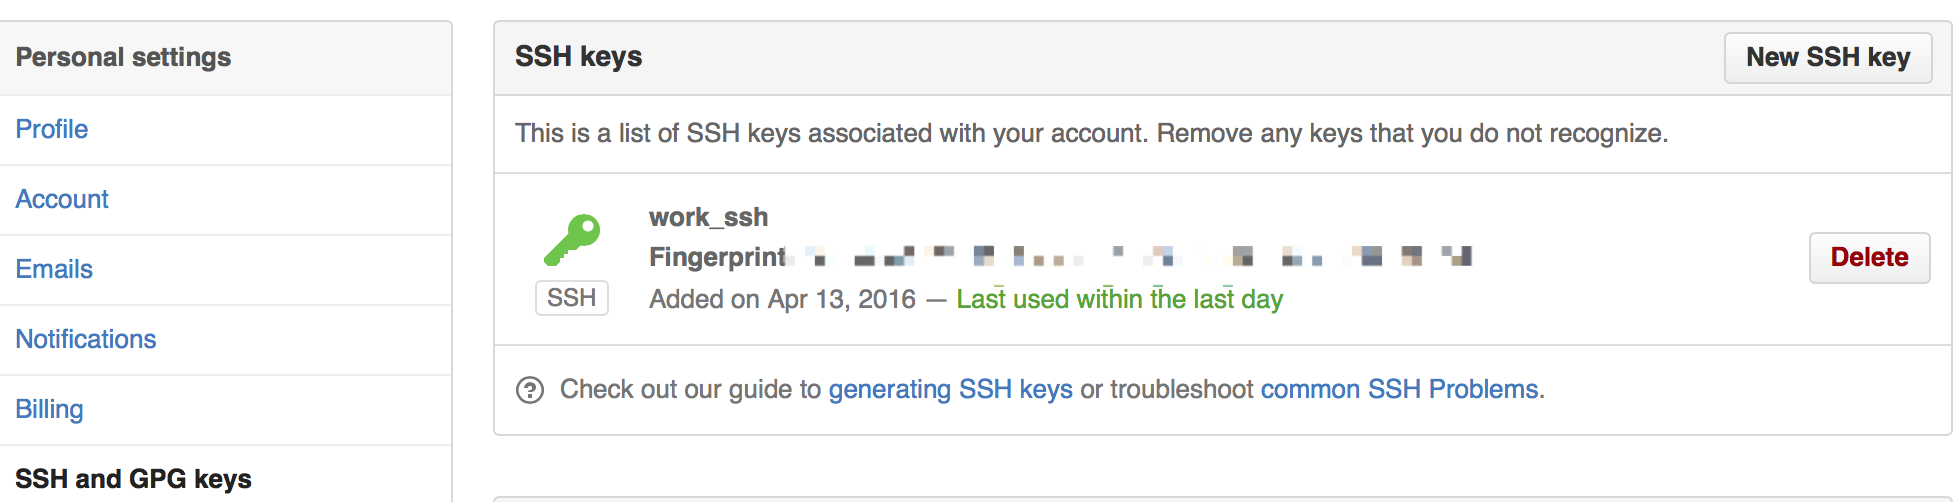 Personal settings
Profile
Account
Emails
Notifications
Billing
SSH and GPG keys
SSH keys
New SSH key
This is a list of SSH keys associated with your account. Remove any keys that you do not recognize.
work_ssh
Fingerprint
SSH
Added on Apr 13, 2016 — Last used within the last day
Delete
Check out our guide to generating SSH keys or troubleshoot common SSH Problems.